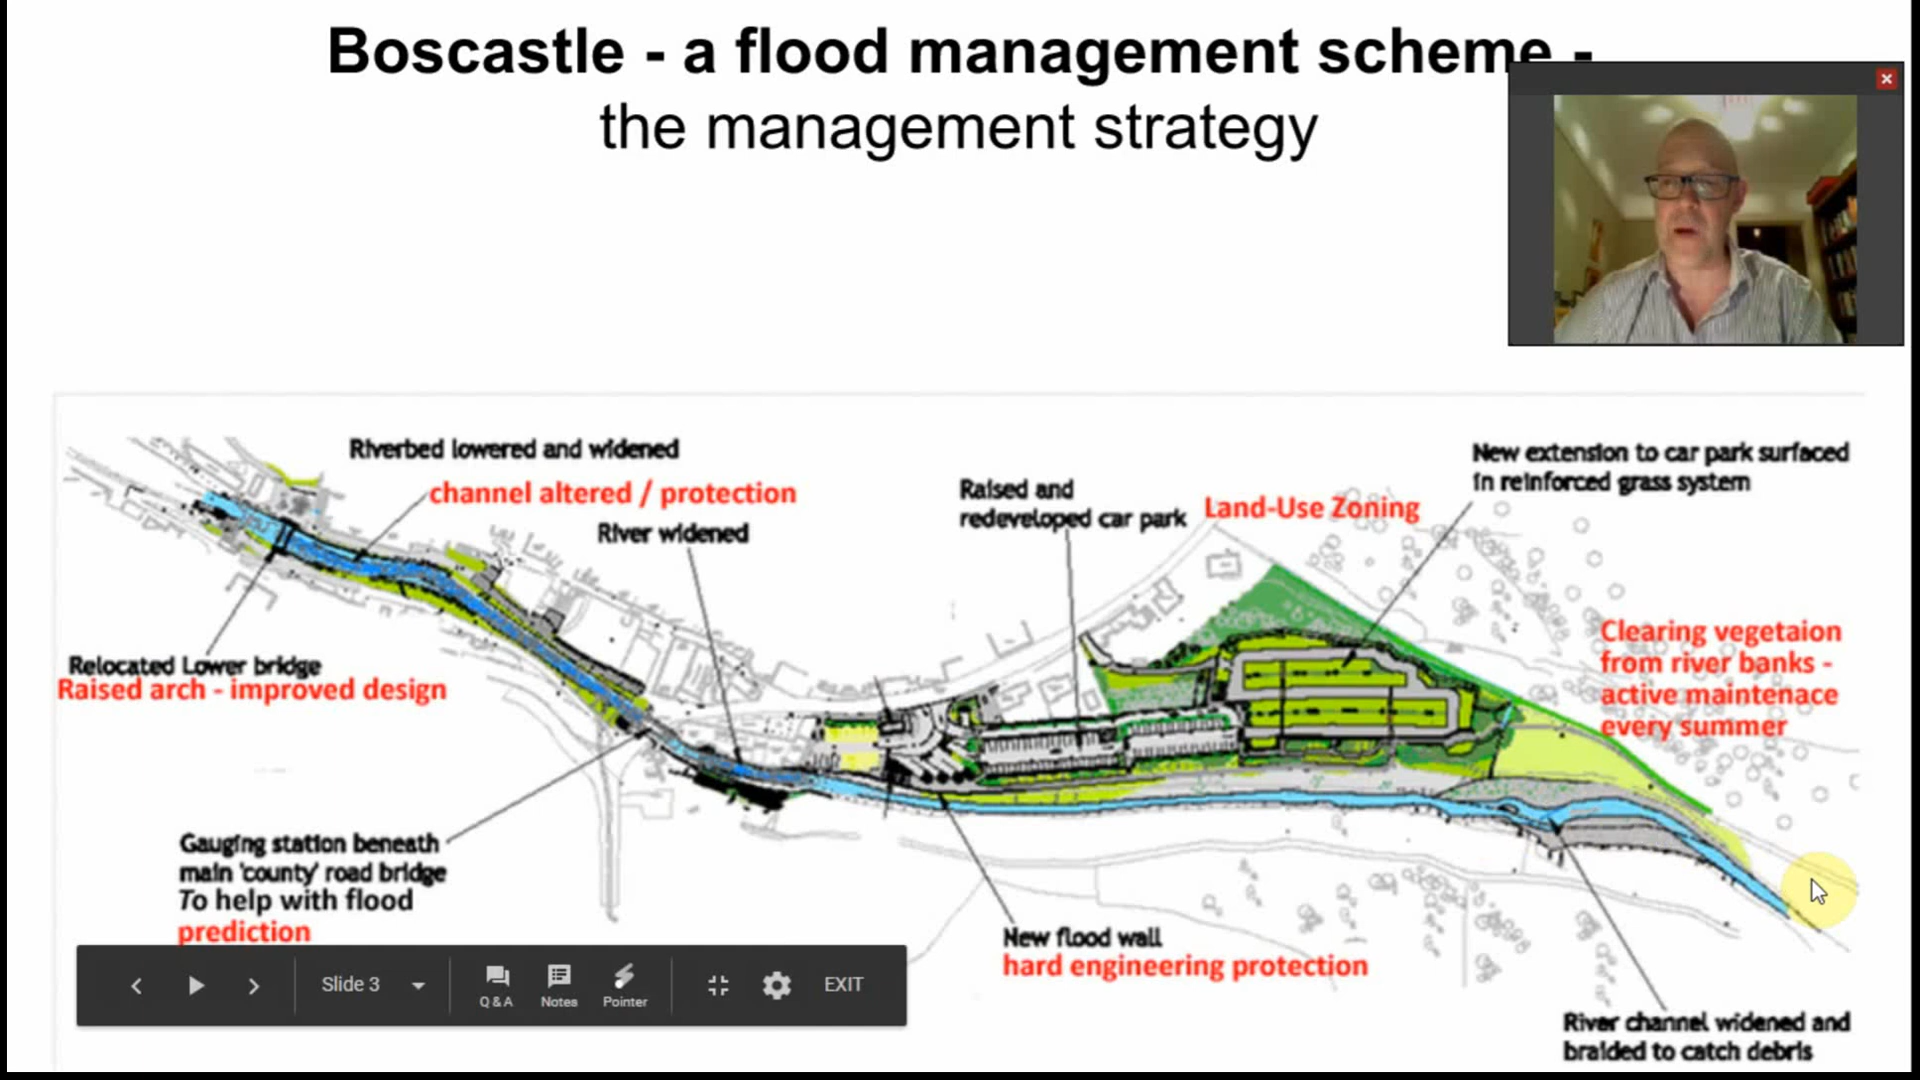 Boscastle - a flood management scheme -
the management strategy
Riverbed lowered and widened
channel altered / protection
River widened
Raised and
redeveloped car park
Land-Use Zoning
New extension to car park surfaced
in reinforced grass system
Clearing vegetaion
from river banks -
active maintenace
every summer
Relocated Lower bridge
Raised arch - improved design
Gauging station beneath
main 'county' road bridge
To help with flood
prediction
New flood wall
hard engineering protection
River channel widened and
braided to catch debris
Slide 3
Q & A
Notes
Pointer
EXIT